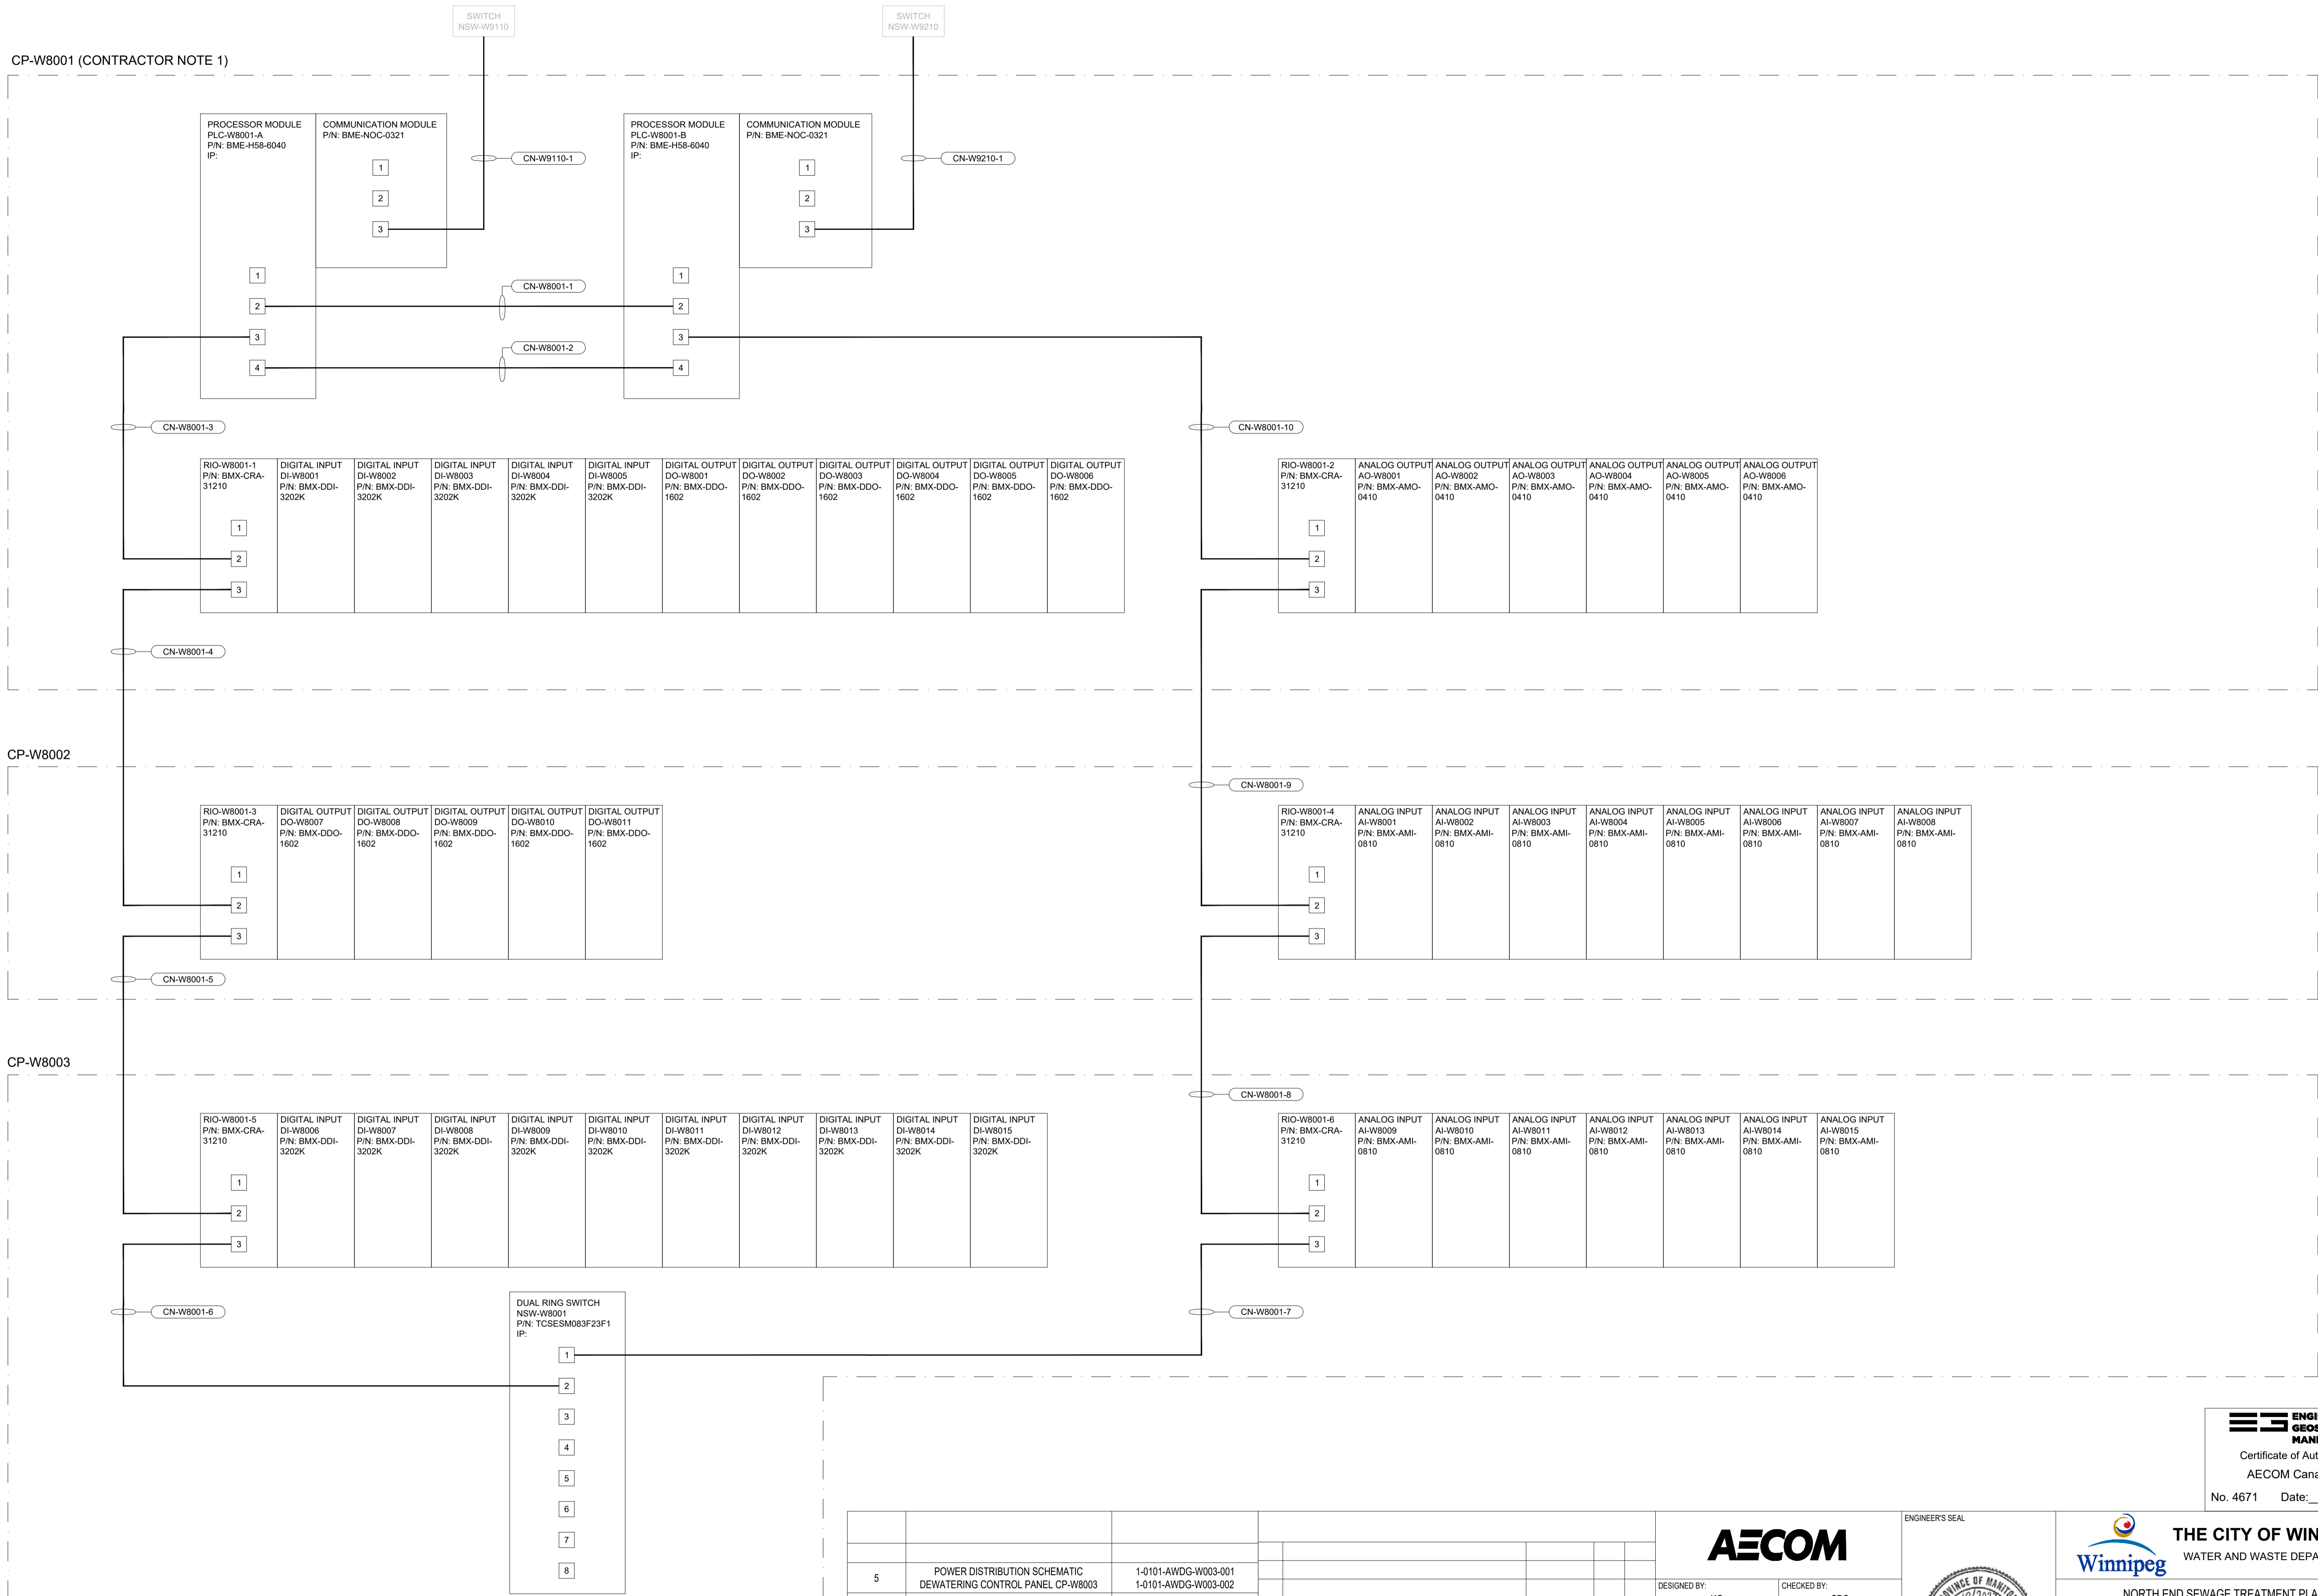 SWITCH
NSW-W9110
SWITCH
NSW-W9210
CP-W8001 (CONTRACTOR NOTE 1)
PROCESSOR MODULE
PLC-W8001-A
P/N: BME-H58-6040
IP:
COMMUNICATION MODULE
P/N: BME-NOC-0321
1
2
3
1
2
3
4
CN-W9110-1
PROCESSOR MODULE
PLC-W8001-B
P/N: BME-H58-6040
IP:
COMMUNICATION MODULE
P/N: BME-NOC-0321
1
2
3
1
2
3
4
CN-W9210-1
CN-W8001-1
CN-W8001-2
CN-W8001-3
CN-W8001-10
RIO-W8001-1
P/N: BMX-CRA-
31210
1
2
3
DIGITAL INPUT
DI-W8001
P/N: BMX-DDI-
3202K
DIGITAL INPUT
DI-W8002
P/N: BMX-DDI-
3202K
DIGITAL INPUT
DI-W8003
P/N: BMX-DDI-
3202K
DIGITAL INPUT
DI-W8004
P/N: BMX-DDI-
3202K
DIGITAL INPUT
DI-W8005
P/N: BMX-DDI-
3202K
DIGITAL OUTPUT
DO-W8001
P/N: BMX-DDO-
1602
DIGITAL OUTPUT
DO-W8002
P/N: BMX-DDO-
1602
DIGITAL OUTPUT
DO-W8003
P/N: BMX-DDO-
1602
DIGITAL OUTPUT
DO-W8004
P/N: BMX-DDO-
1602
DIGITAL OUTPUT
DO-W8005
P/N: BMX-DDO-
1602
DIGITAL OUTPUT
DO-W8006
P/N: BMX-DDO-
1602
RIO-W8001-2
P/N: BMX-CRA-
31210
1
2
3
ANALOG OUTPUT
AO-W8001
P/N: BMX-AMO-
0410
ANALOG OUTPUT
AO-W8002
P/N: BMX-AMO-
0410
ANALOG OUTPUT
AO-W8003
P/N: BMX-AMO-
0410
ANALOG OUTPUT
AO-W8004
P/N: BMX-AMO-
0410
ANALOG OUTPUT
AO-W8005
P/N: BMX-AMO-
0410
ANALOG OUTPUT
AO-W8006
P/N: BMX-AMO-
0410
CN-W8001-4
CP-W8002
CN-W8001-9
RIO-W8001-3
P/N: BMX-CRA-
31210
1
2
3
DIGITAL OUTPUT
DO-W8007
P/N: BMX-DDO-
1602
DIGITAL OUTPUT
DO-W8008
P/N: BMX-DDO-
1602
DIGITAL OUTPUT
DO-W8009
P/N: BMX-DDO-
1602
DIGITAL OUTPUT
DO-W8010
P/N: BMX-DDO-
1602
DIGITAL OUTPUT
DO-W8011
P/N: BMX-DDO-
1602
RIO-W8001-4
P/N: BMX-CRA-
31210
1
2
3
ANALOG INPUT
AI-W8001
P/N: BMX-AMI-
0810
ANALOG INPUT
AI-W8002
P/N: BMX-AMI-
0810
ANALOG INPUT
AI-W8003
P/N: BMX-AMI-
0810
ANALOG INPUT
AI-W8004
P/N: BMX-AMI-
0810
ANALOG INPUT
AI-W8005
P/N: BMX-AMI-
0810
ANALOG INPUT
AI-W8006
P/N: BMX-AMI-
0810
ANALOG INPUT
AI-W8007
P/N: BMX-AMI-
0810
ANALOG INPUT
AI-W8008
P/N: BMX-AMI-
0810
CN-W8001-5
CP-W8003
CN-W8001-8
RIO-W8001-5
P/N: BMX-CRA-
31210
1
2
3
DIGITAL INPUT
DI-W8006
P/N: BMX-DDI-
3202K
DIGITAL INPUT
DI-W8007
P/N: BMX-DDI-
3202K
DIGITAL INPUT
DI-W8008
P/N: BMX-DDI-
3202K
DIGITAL INPUT
DI-W8009
P/N: BMX-DDI-
3202K
DIGITAL INPUT
DI-W8010
P/N: BMX-DDI-
3202K
DIGITAL INPUT
DI-W8011
P/N: BMX-DDI-
3202K
DIGITAL INPUT
DI-W8012
P/N: BMX-DDI-
3202K
DIGITAL INPUT
DI-W8013
P/N: BMX-DDI-
3202K
DIGITAL INPUT
DI-W8014
P/N: BMX-DDI-
3202K
DIGITAL INPUT
DI-W8015
P/N: BMX-DDI-
3202K
RIO-W8001-6
P/N: BMX-CRA-
31210
1
2
3
ANALOG INPUT
AI-W8009
P/N: BMX-AMI-
0810
ANALOG INPUT
AI-W8010
P/N: BMX-AMI-
0810
ANALOG INPUT
AI-W8011
P/N: BMX-AMI-
0810
ANALOG INPUT
AI-W8012
P/N: BMX-AMI-
0810
ANALOG INPUT
AI-W8013
P/N: BMX-AMI-
0810
ANALOG INPUT
AI-W8014
P/N: BMX-AMI-
0810
ANALOG INPUT
AI-W8015
P/N: BMX-AMI-
0810
CN-W8001-6
CN-W8001-7
DUAL RING SWITCH
NSW-W8001
P/N: TCSESM083F23F1
IP:
1
2
3
4
5
6
7
8
Certificate of
AECOM
No. 4671 Date:
5
POWER DISTRIBUTION SCHEMATIC
DEWATERING CONTROL PANEL CP-W8003
1-0101-AWDG-W003-001
1-0101-AWDG-W003-002
AECOM
DESIGNED BY:
CHECKED BY:
ENGINEER'S SEAL
Winnipeg
THE CITY OF
WATER AND WASTE
NORTH END SEWAGE TREATMENT